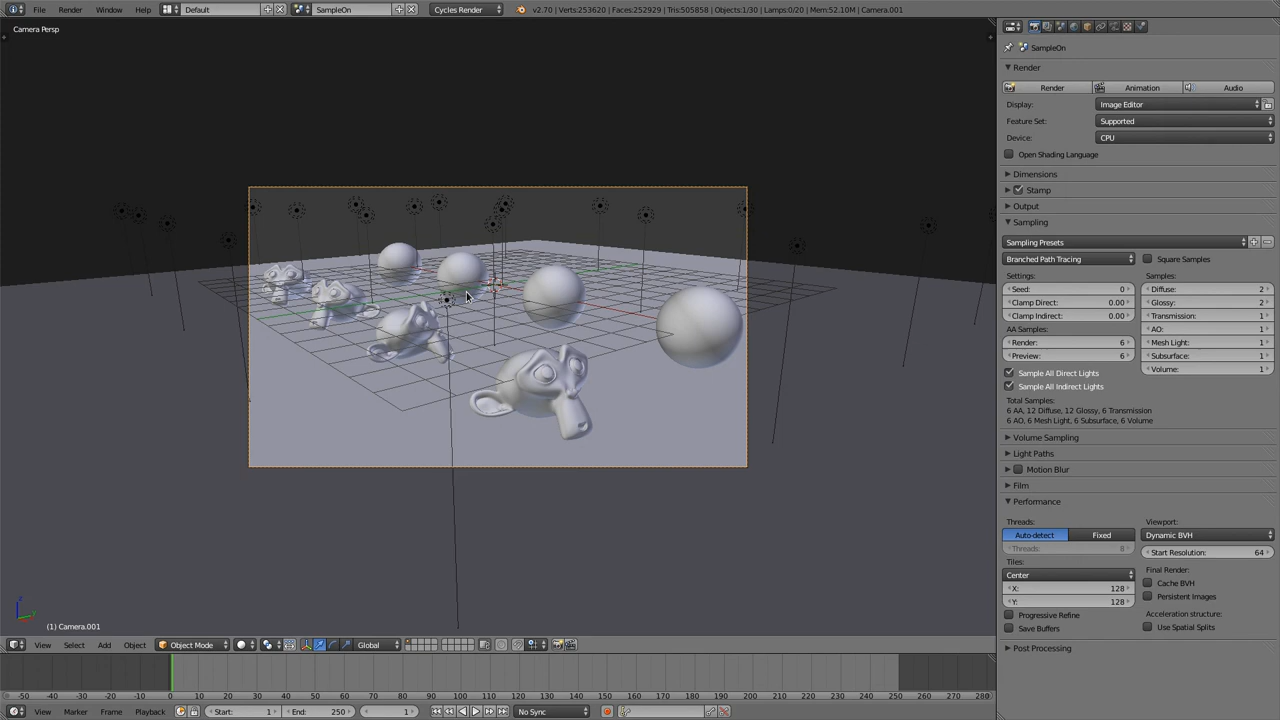 File Render Window Help Default SampleOn Cycles Render v2.70 | Verts:253620 | Faces:252929 | Tris:505858 | Objects:1/30 | Lamps:0/20 | Mem:52.10M | Camera.001
Camera Persp
SampleOn
Render
Render Animation Audio
Display: Image Editor
Feature Set: Supported
Device: CPU
Open Shading Language
Dimensions
Stamp
Output
Sampling
Sampling Presets
Branched Path Tracing Square Samples
Settings: Samples:
Seed: 0 Diffuse: 2
Clamp Direct: 0.00 Glossy: 2
Clamp Indirect: 0.00 Transmission: 1
AA Samples: AO: 1
Render: 6 Mesh Light: 1
Preview: 6 Subsurface: 1
Sample All Direct Lights Volume: 1
Sample All Indirect Lights
Total Samples:
6 AA, 12 Diffuse, 12 Glossy, 6 Transmission
6 AO, 6 Mesh Light, 6 Subsurface, 6 Volume
Volume Sampling
Light Paths
Motion Blur
Film
Performance
Threads: Viewport:
Auto-detect Fixed Dynamic BVH
Threads: 8 Start Resolution: 64
Tiles: Final Render:
Center Cache BVH
X: 128 Persistent Images
Y: 128
Progressive Refine Acceleration structure:
Save Buffers Use Spatial Splits
Post Processing
(1) Camera.001
View Select Add Object Object Mode Global
-50 -40 -30 -20 -10 0 10 20 30 40 50 60 70 80 90 100 110 120 130 140 150 160 170 180 190 200 210 220 230 240 250 260 270 280
View Marker Frame Playback Start: 1 End: 250 1 No Sync